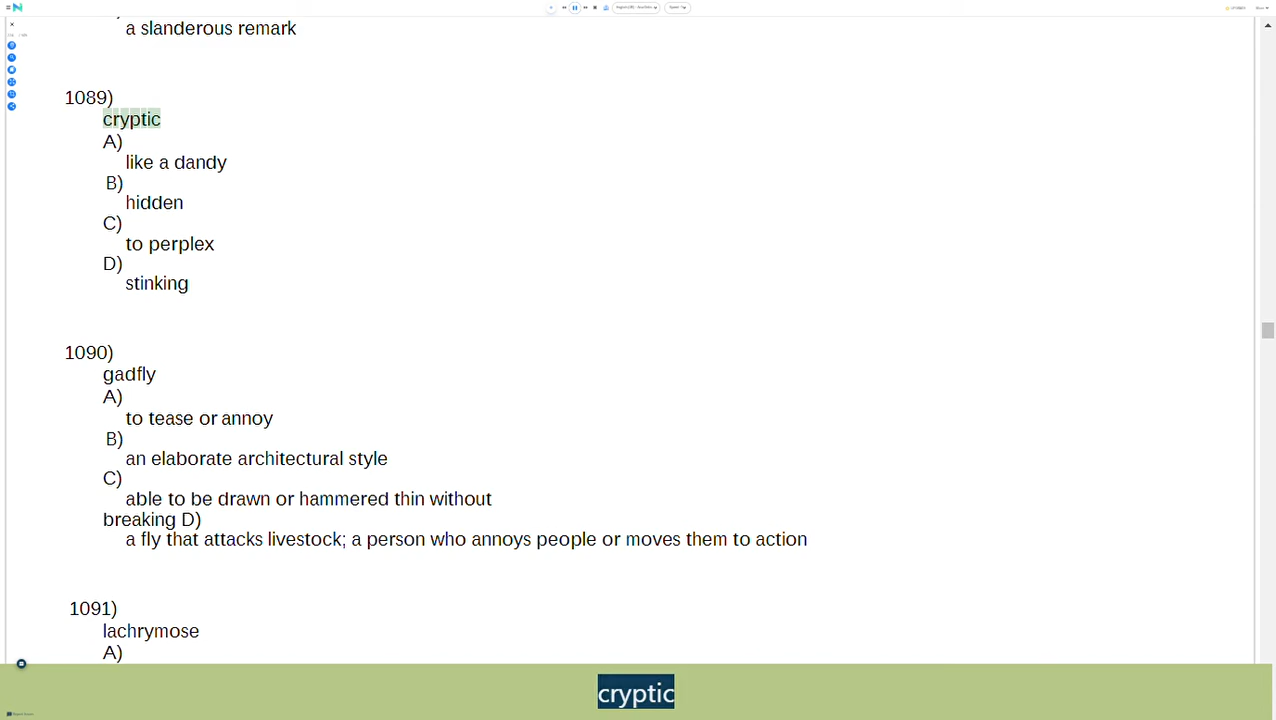 a slanderous remark
1089)
cryptic
A)
like a dandy
B)
hidden
C)
to perplex
D)
stinking
1090)
gadfly
A)
to tease or annoy
B)
an elaborate architectural style
C)
able to be drawn or hammered thin without
breaking D)
a fly that attacks livestock; a person who annoys people or moves them to action
1091)
lachrymose
A)
cryptic